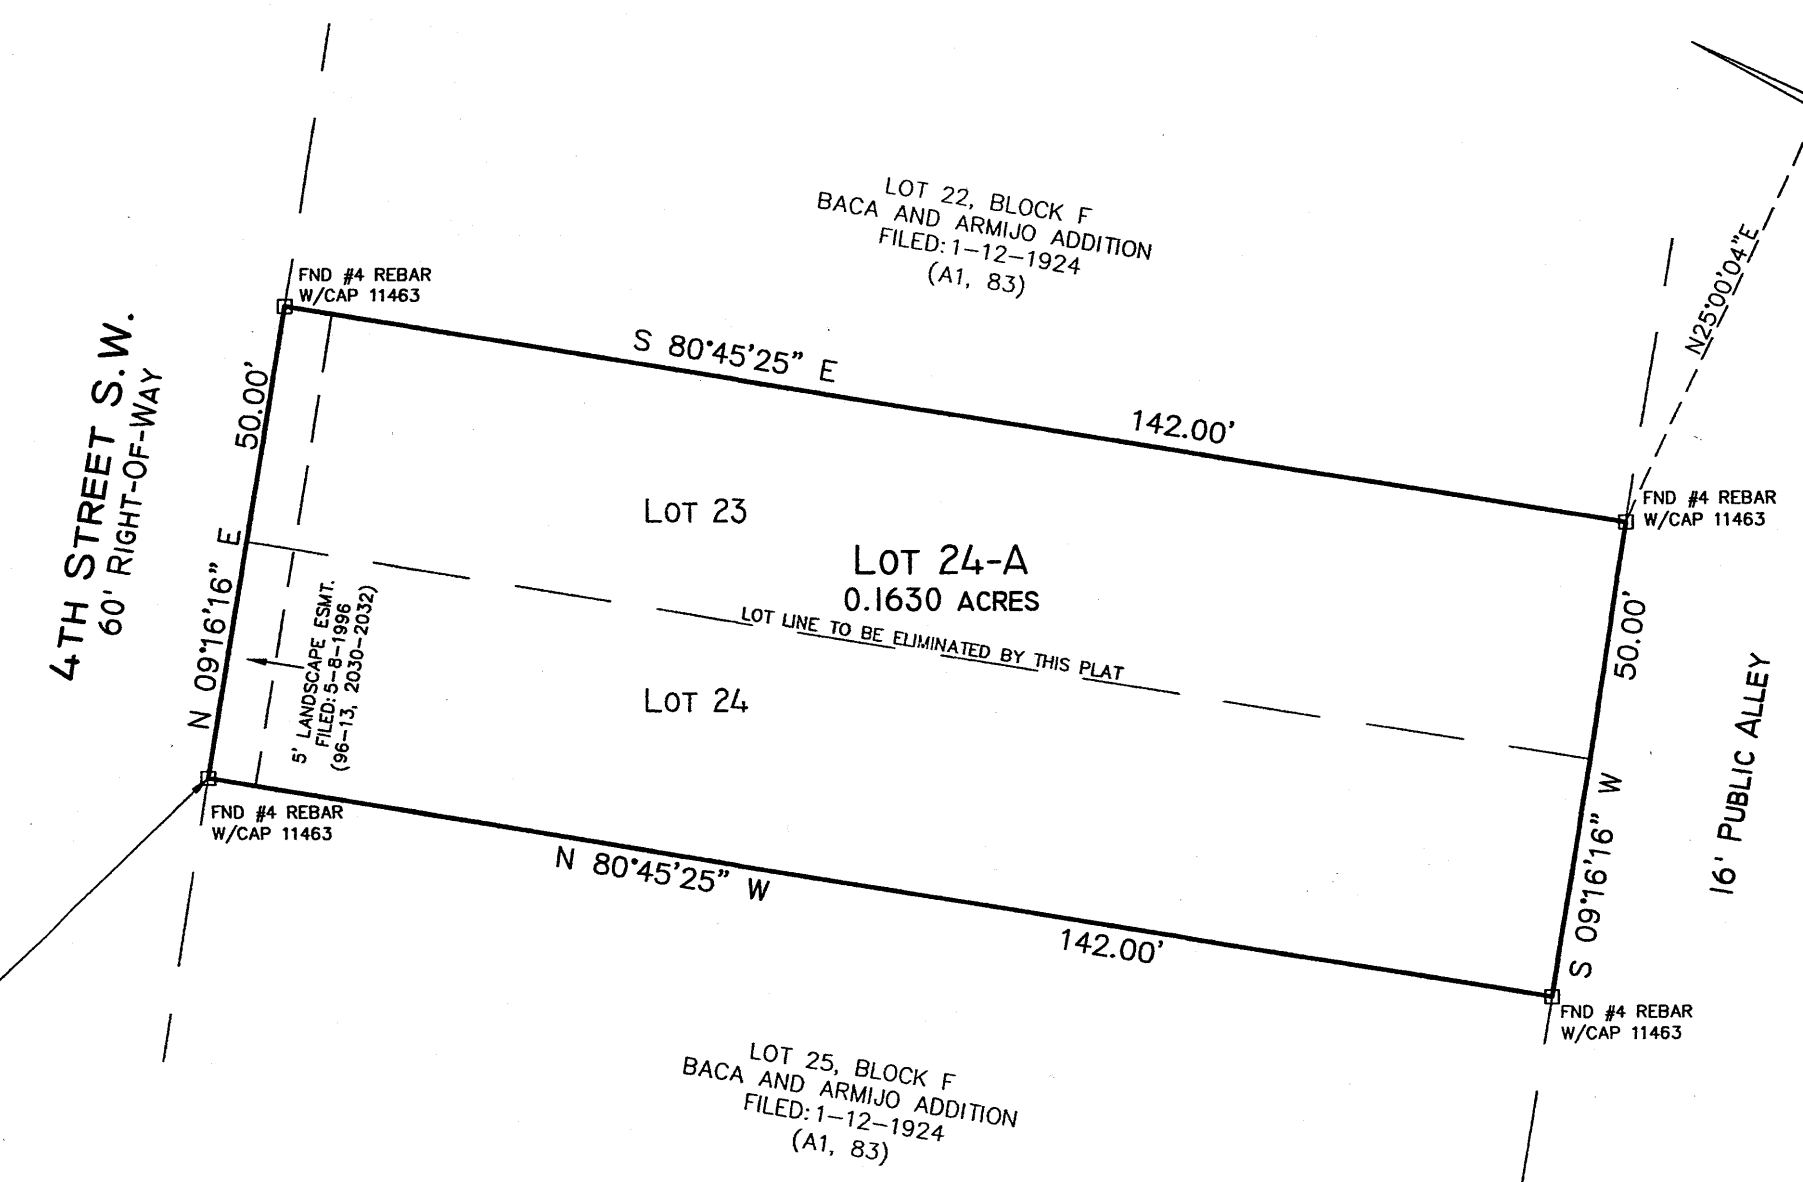 LOT 22, BLOCK F
BACA AND ARMIJO ADDITION
FILED: 1-12-1924
(A1, 83)
N25°00'04"E
FND #4 REBAR
W/CAP 11463
S 80°45'25" E
142.00'
4TH STREET S.W.
60' RIGHT-OF-WAY
50.00'
N 09°16'16" E
LOT 23
LOT 24-A
0.1630 ACRES
LOT LINE TO BE ELIMINATED BY THIS PLAT
LOT 24
5' LANDSCAPE ESMT.
FILED: 5-8-1996
(96-13, 2030-2032)
FND #4 REBAR
W/CAP 11463
50.00'
S 09°16'16" W
16' PUBLIC ALLEY
FND #4 REBAR
W/CAP 11463
N 80°45'25" W
142.00'
FND #4 REBAR
W/CAP 11463
LOT 25, BLOCK F
BACA AND ARMIJO ADDITION
FILED: 1-12-1924
(A1, 83)